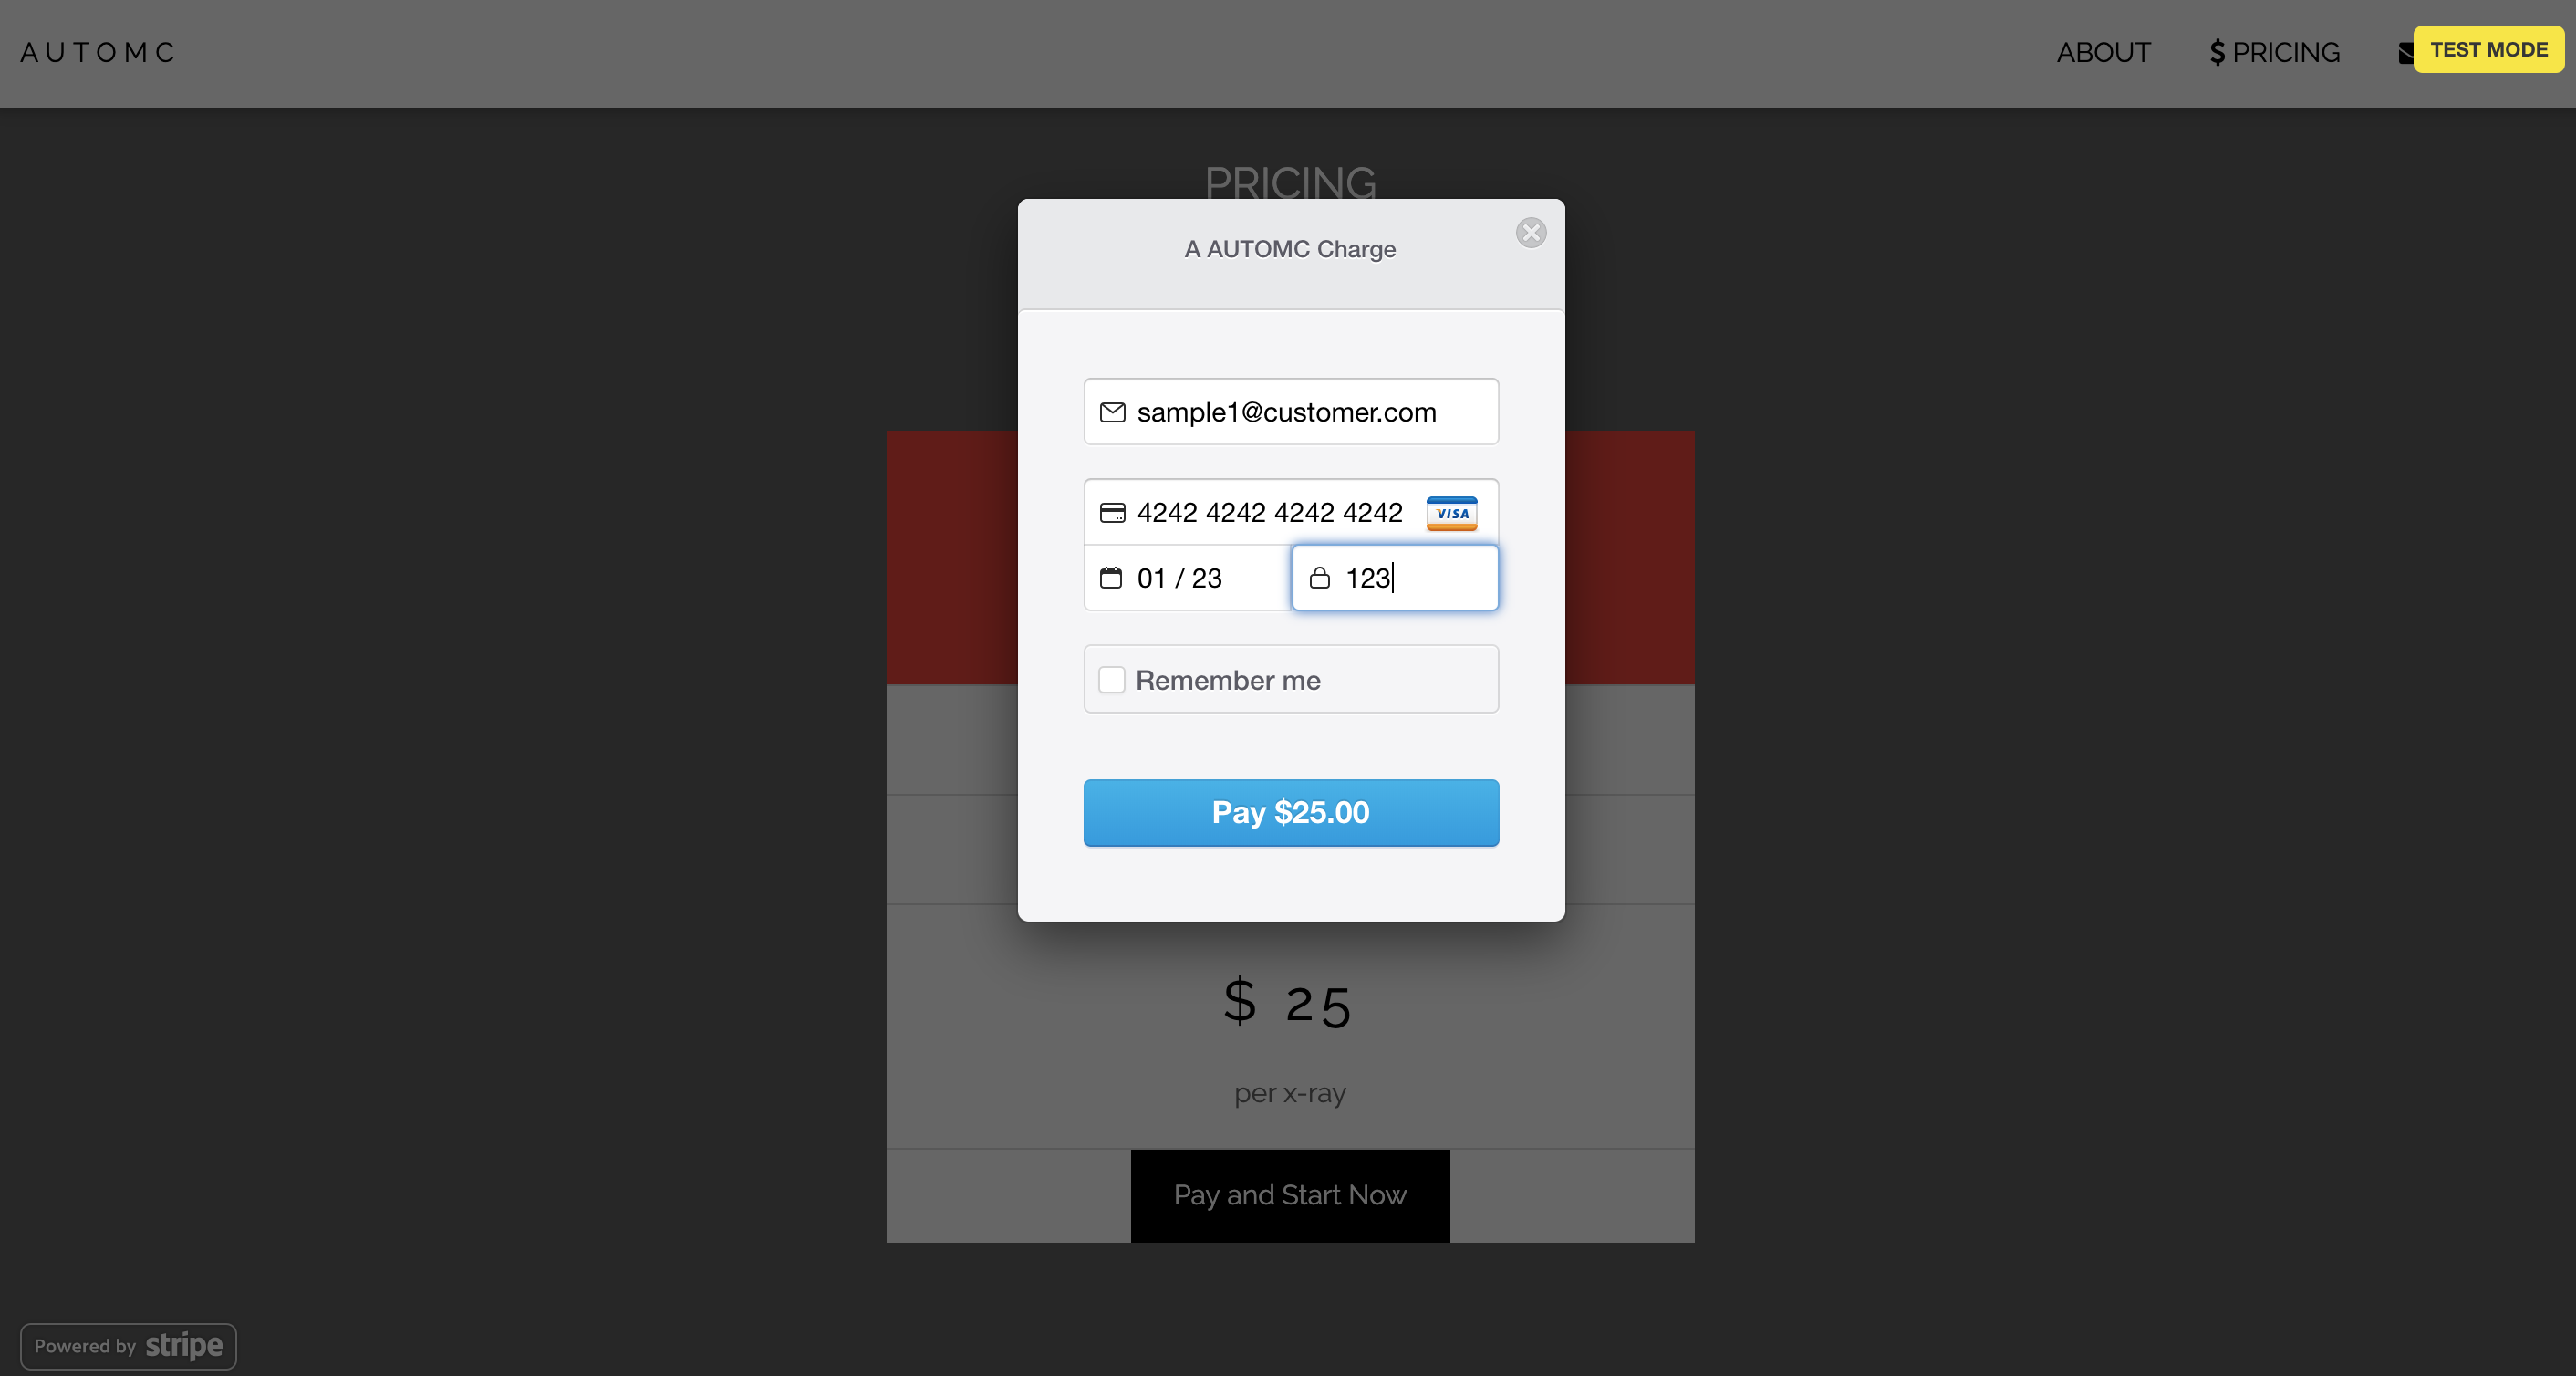 AUTOMC
ABOUT
$ PRICING
TEST MODE
PRICING
A AUTOMC Charge
sample1@customer.com
4242 4242 4242 4242
VISA
01 / 23
123
Remember me
Pay $25.00
$ 25
per x-ray
Pay and Start Now
Powered by stripe